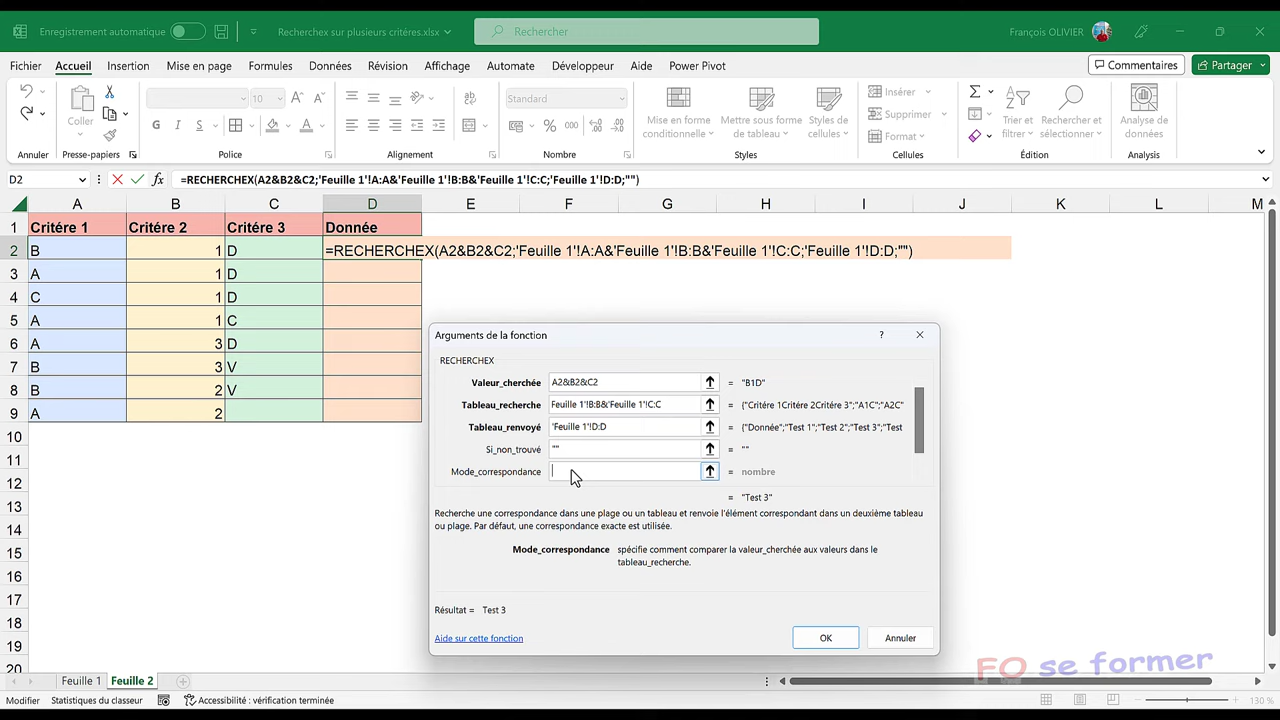 Enregistrement automatique
Recherchex sur plusieurs critéres.xlsx
Rechercher
François OLIVIER
Fichier Accueil Insertion Mise en page Formules Données Révision Affichage Automate Développeur Aide Power Pivot Commentaires Partager
10 Standard Insérer
Coller Mise en forme Mettre sous forme Styles de Supprimer Trier et Rechercher et Analyse de
G I S % 000 conditionnelle de tableau cellules Format filtrer sélectionner données
Annuler Presse-papiers Police Alignement Nombre Styles Cellules Édition Analysis
D2 fx =RECHERCHEX(A2&B2&C2;'Feuille 1'!A:A&'Feuille 1'!B:B&'Feuille 1'!C:C;'Feuille 1'!D:D;"")
A B C D E F G H I J K L M
1 Critére 1 Critére 2 Critére 3 Donnée
2 B 1 D =RECHERCHEX(A2&B2&C2;'Feuille 1'!A:A&'Feuille 1'!B:B&'Feuille 1'!C:C;'Feuille 1'!D:D;"")
3 A 1 D
4 C 1 D
5 A 1 C
6 A 3 D
7 B 3 V
8 B 2 V
9 A 2
10
11
12
13
14
15
16
17
18
19
20
Arguments de la fonction ?
RECHERCHEX
Valeur_cherchée A2&B2&C2 = "B1D"
Tableau_recherche Feuille 1'!B:B&'Feuille 1'!C:C = {"Critére 1Critére 2Critére 3";"A1C";"A2C"
Tableau_renvoyé 'Feuille 1'!D:D = {"Donnée";"Test 1";"Test 2";"Test 3";"Test
Si_non_trouvé "" = ""
Mode_correspondance = nombre
= "Test 3"
Recherche une correspondance dans une plage ou un tableau et renvoie l'élément correspondant dans un deuxième tableau
ou plage. Par défaut, une correspondance exacte est utilisée.
Mode_correspondance spécifie comment comparer la valeur_cherchée aux valeurs dans le
tableau_recherche.
Résultat = Test 3
Aide sur cette fonction OK Annuler
FO se former
Feuille 1 Feuille 2
Modifier Statistiques du classeur Accessibilité : vérification terminée 130 %